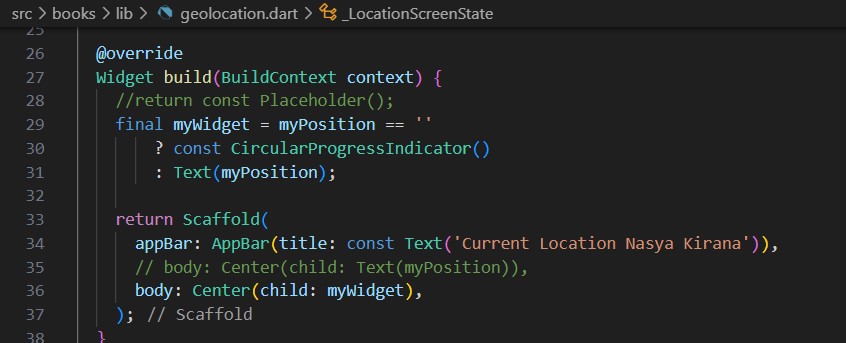 src > books > lib > geolocation.dart > _LocationScreenState
25
26 @override
27 Widget build(BuildContext context) {
28 //return const Placeholder();
29 final myWidget = myPosition == ''
30 ? const CircularProgressIndicator()
31 : Text(myPosition);
32
33 return Scaffold(
34 appBar: AppBar(title: const Text('Current Location Nasya Kirana')),
35 // body: Center(child: Text(myPosition)),
36 body: Center(child: myWidget),
37 ); // Scaffold
38 }